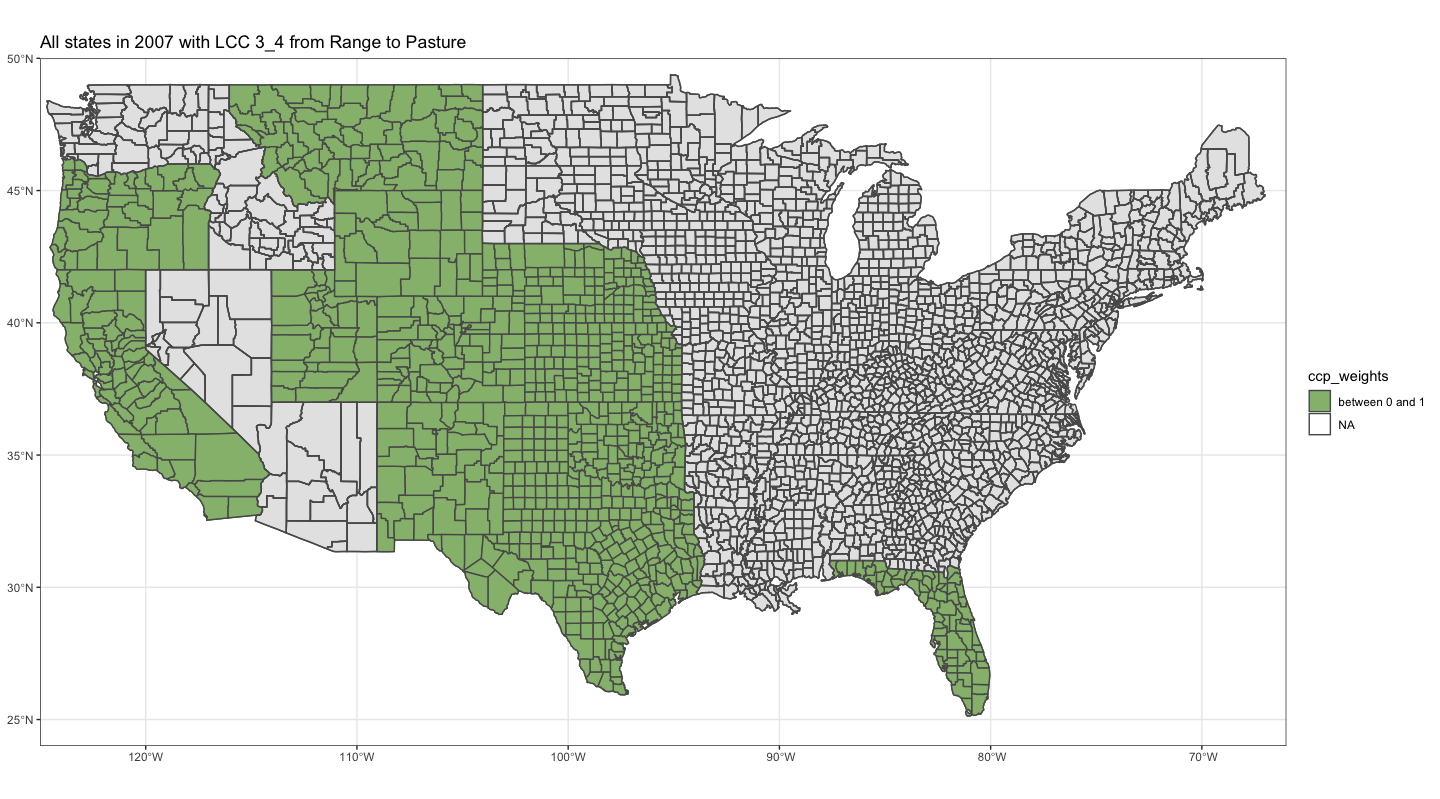 All states in 2007 with LCC 3_4 from Range to Pasture
50°N
45°N
40°N
35°N
30°N
25°N
120°W
110°W
100°W
90°W
80°W
70°W
ccp_weights
between 0 and 1
NA